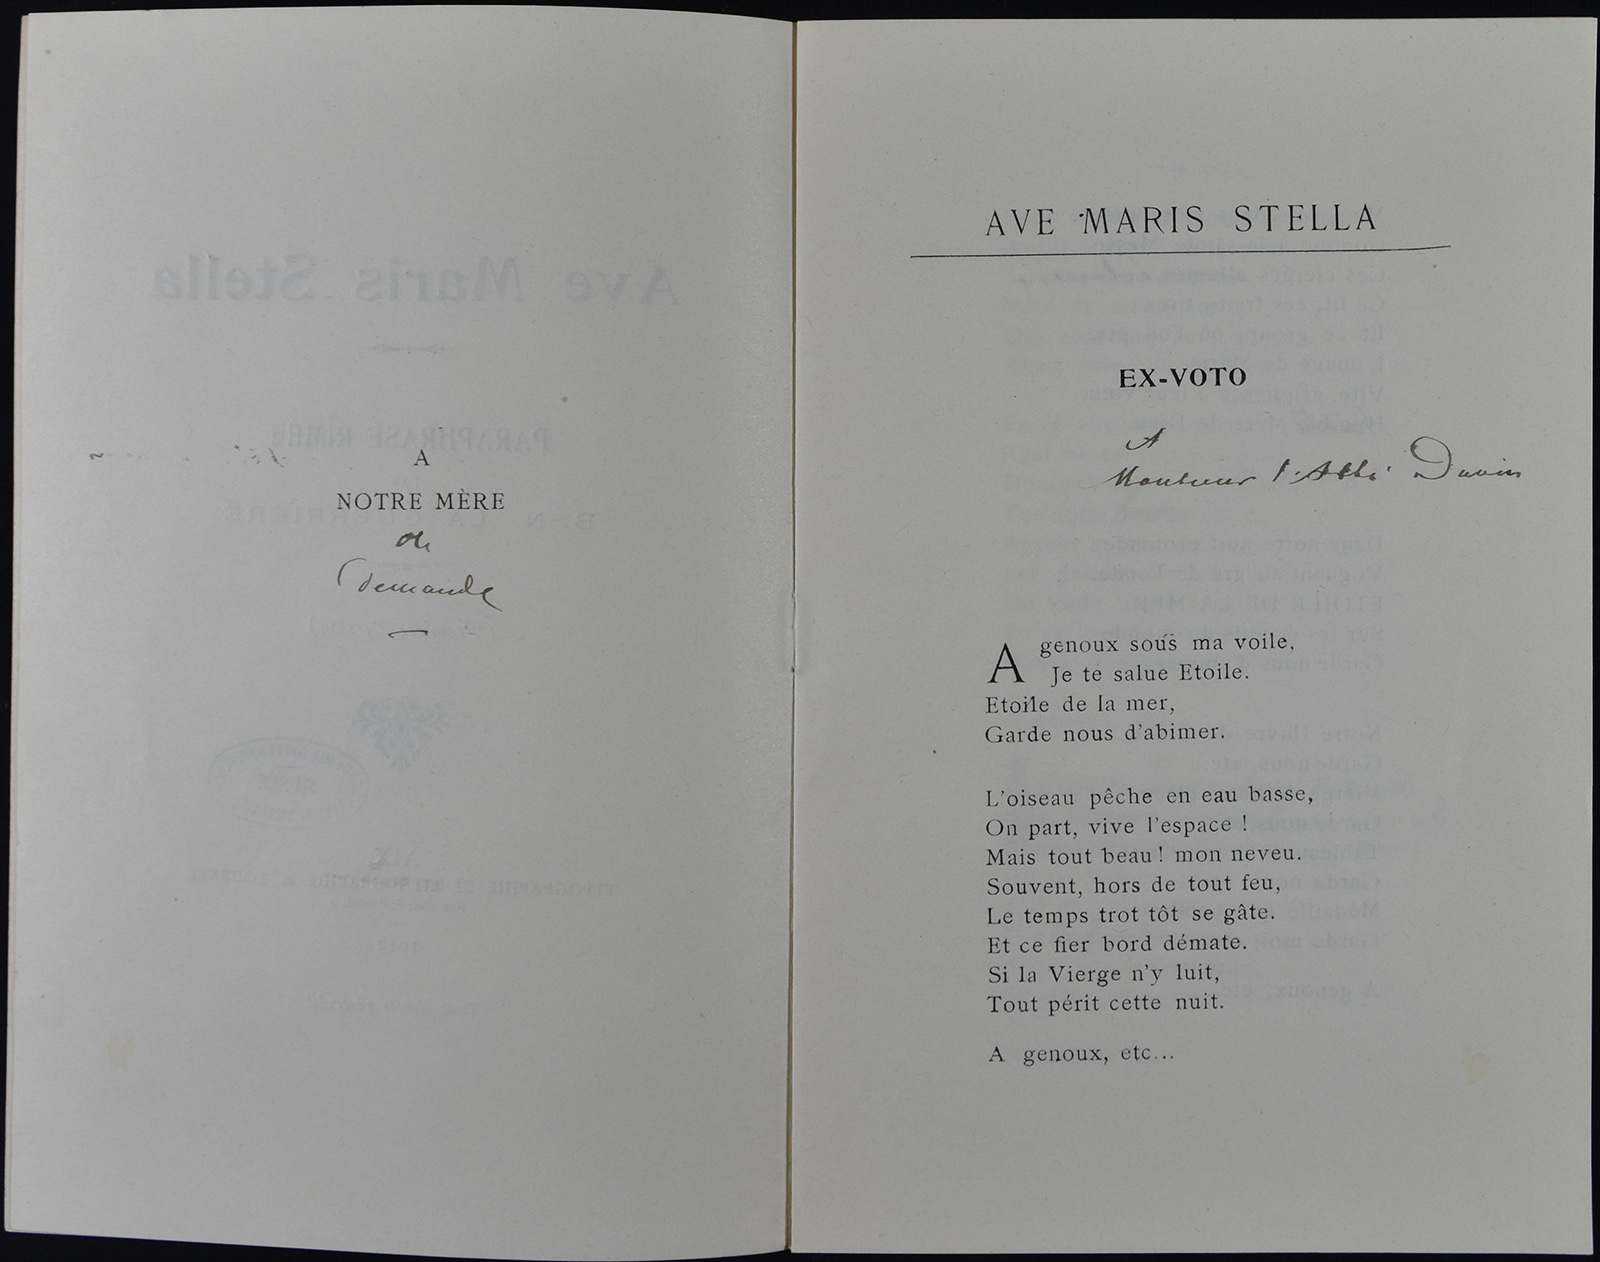 A
NOTRE MÈRE
de
Demande
AVE MARIS STELLA
EX-VOTO
A
Monsieur l'Abbé
A genoux sous ma voile,
Je te salue Etoile.
Etoile de la mer,
Garde nous d'abimer.
L'oiseau pêche en eau basse,
On part, vive l'espace !
Mais tout beau ! mon neveu.
Souvent, hors de tout feu,
Le temps trot tôt se gâte.
Et ce fier bord démate.
Si la Vierge n'y luit,
Tout périt cette nuit.
A genoux, etc...